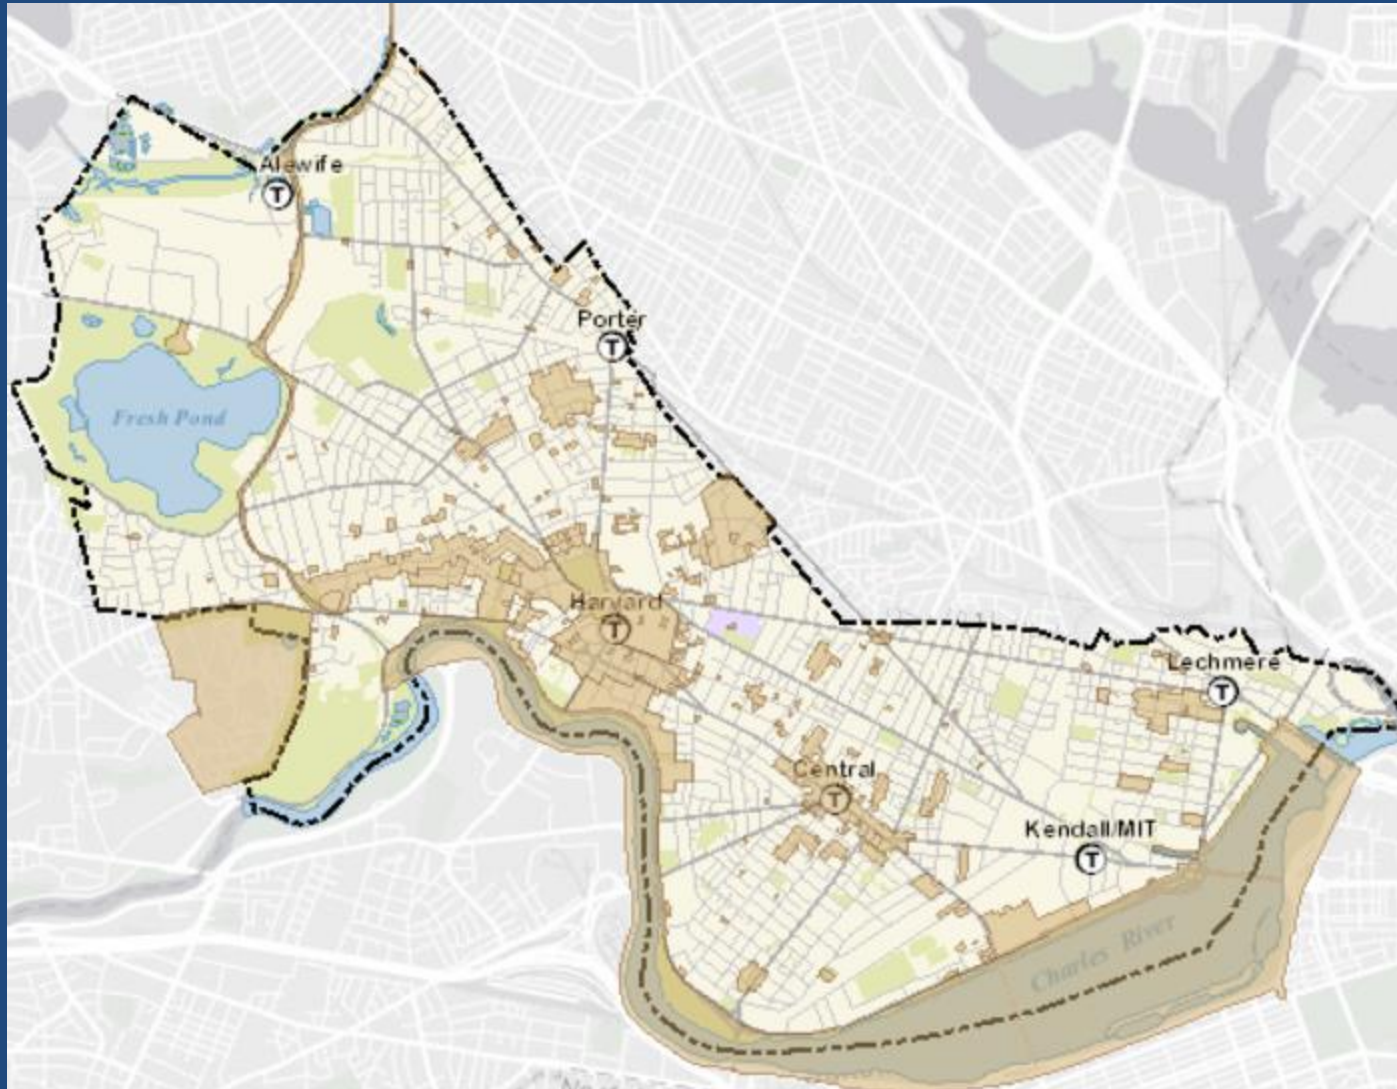 Alewife
T
Porter
T
Fresh Pond
Harvard
T
Lechmere
T
Central
T
Kendall/MIT
T
Charles River